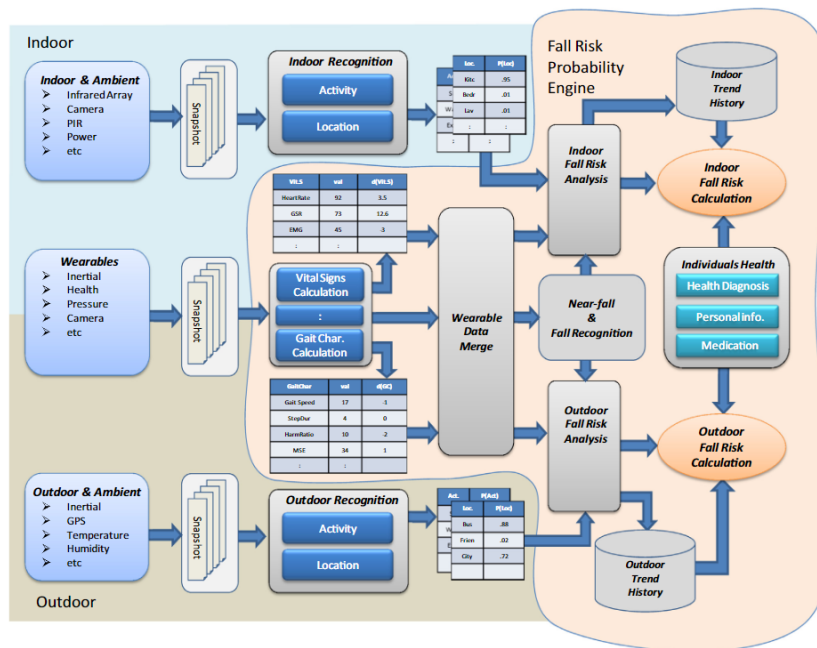 Indoor
Indoor & Ambient
Infrared Array
Camera
PIR
Power
etc
Snapshot
Indoor Recognition
Activity
Location
Loc. P(Loc)
Kitc .95
Bedr .01
Lav .01
: :
: :
Fall Risk
Probability
Engine
Indoor
Trend
History
Indoor
Fall Risk
Analysis
Indoor
Fall Risk
Calculation
Wearables
Inertial
Health
Pressure
Camera
etc
Snapshot
VitLS val d(VitLS)
HeartRate 92 3.5
GSR 73 12.6
EMG 45 -3
: :
Vital Signs
Calculation
:
Gait Char.
Calculation
GaitChar val d(GC)
Gait Speed 17 -1
StepDur 4 0
HarmRatio 10 -2
MSE 34 1
: :
Wearable
Data
Merge
Near-fall
&
Fall Recognition
Individuals Health
Health Diagnosis
Personal info.
Medication
Outdoor
Fall Risk
Analysis
Outdoor
Fall Risk
Calculation
Outdoor
Trend
History
Outdoor & Ambient
Inertial
GPS
Temperature
Humidity
etc
Snapshot
Outdoor Recognition
Activity
Location
Act. P(Act)
Loc. P(Loc)
Bus .88
Frien .02
City .72
: :
Outdoor